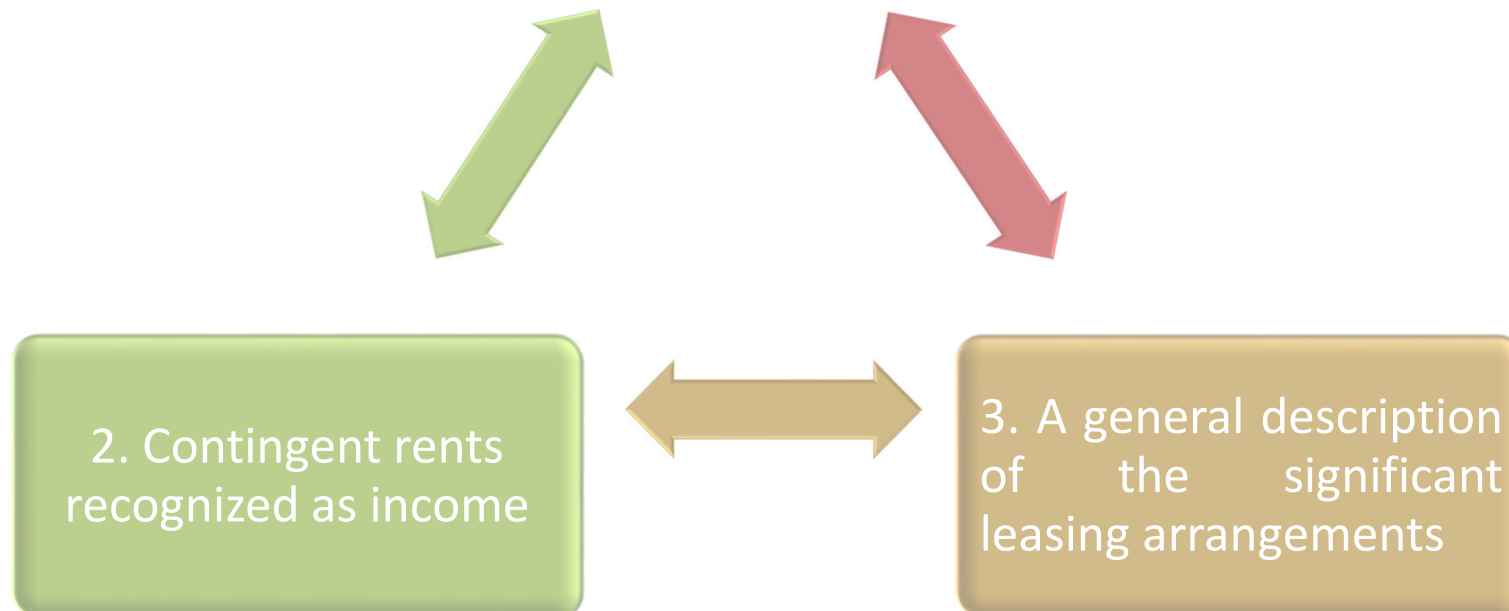 2. Contingent rents
recognized as income
3. A general description
of the significant
leasing arrangements